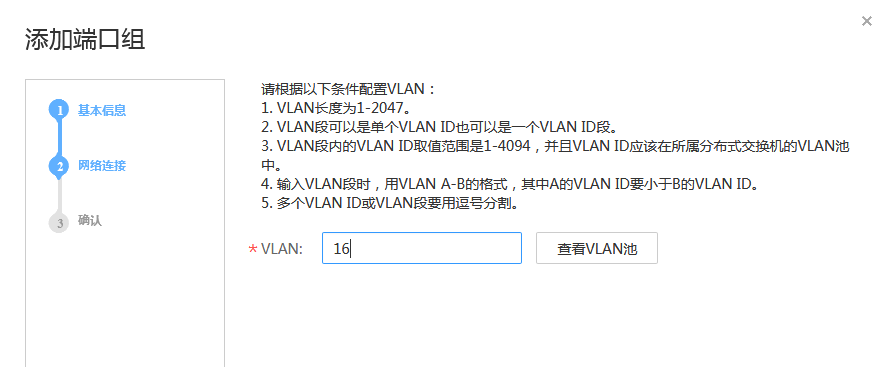 ×
添加端口组
1 基本信息
2 网络连接
3 确认
请根据以下条件配置VLAN：
1. VLAN长度为1-2047。
2. VLAN段可以是单个VLAN ID也可以是一个VLAN ID段。
3. VLAN段内的VLAN ID取值范围是1-4094，并且VLAN ID应该在所属分布式交换机的VLAN池
中。
4. 输入VLAN段时，用VLAN A-B的格式，其中A的VLAN ID要小于B的VLAN ID。
5. 多个VLAN ID或VLAN段要用逗号分割。
* VLAN: 16 查看VLAN池